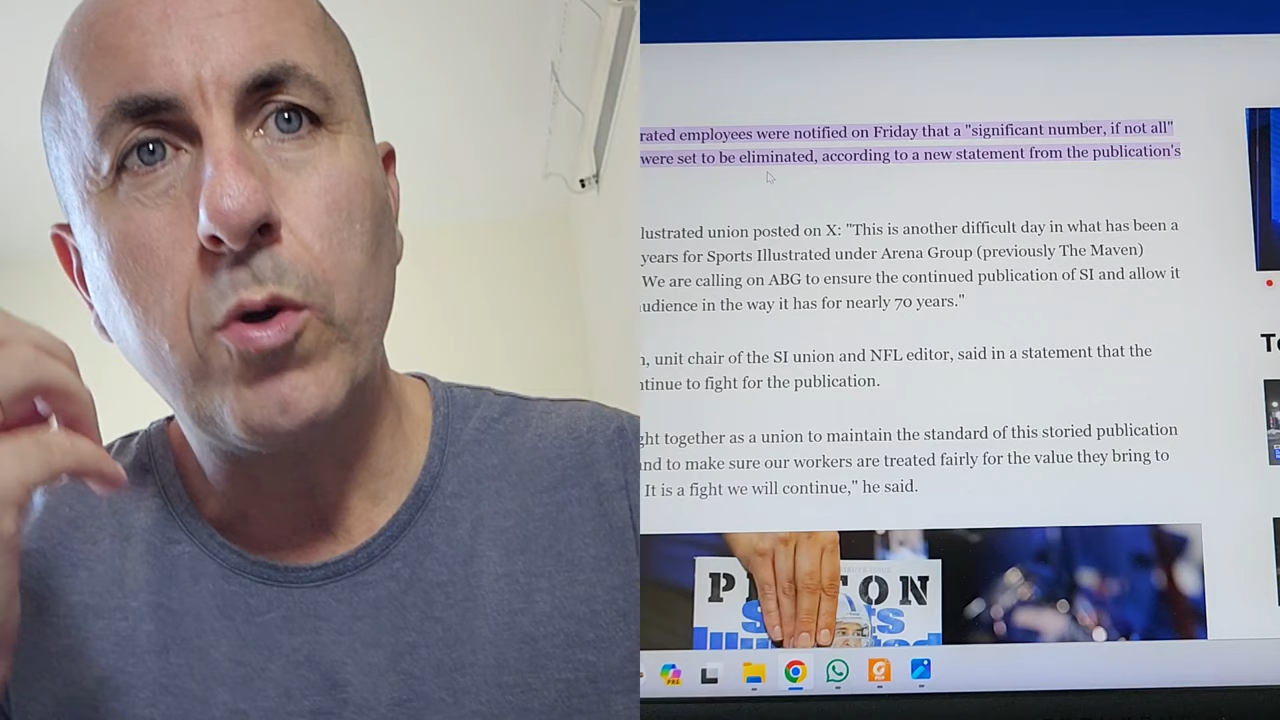 rated employees were notified on Friday that a "significant number, if not all"
were set to be eliminated, according to a new statement from the publication's
lustrated union posted on X: "This is another difficult day in what has been a
years for Sports Illustrated under Arena Group (previously The Maven)
We are calling on ABG to ensure the continued publication of SI and allow it
udience in the way it has for nearly 70 years."
, unit chair of the SI union and NFL editor, said in a statement that the
ntinue to fight for the publication.
ght together as a union to maintain the standard of this storied publication
and to make sure our workers are treated fairly for the value they bring to
It is a fight we will continue," he said.